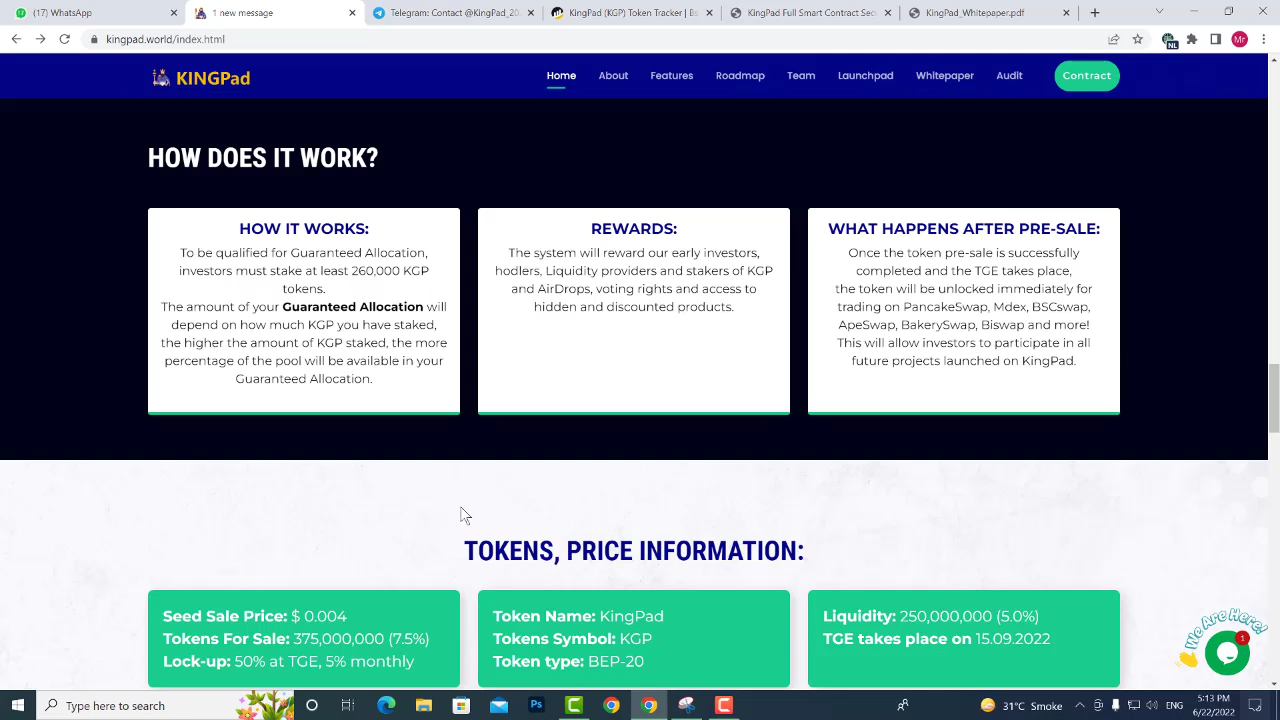 (17) WhatsApp
1 new message
Telegram: Contact @KingPad_20
KingPad (KGP) Token Tracker | Bs
KingPad Full Smart Contract Secu
KingPad_Whitepaper.pdf
kingpad.world/index.html
NL
Mr
KINGPad
Home
About
Features
Roadmap
Team
Launchpad
Whitepaper
Audit
Contract
HOW DOES IT WORK?
HOW IT WORKS:
To be qualified for Guaranteed Allocation,
investors must stake at least 260,000 KGP
tokens.
The amount of your Guaranteed Allocation will
depend on how much KGP you have staked,
the higher the amount of KGP staked, the more
percentage of the pool will be available in your
Guaranteed Allocation.
REWARDS:
The system will reward our early investors,
hodlers, Liquidity providers and stakers of KGP
and AirDrops, voting rights and access to
hidden and discounted products.
WHAT HAPPENS AFTER PRE-SALE:
Once the token pre-sale is successfully
completed and the TGE takes place,
the token will be unlocked immediately for
trading on PancakeSwap, Mdex, BSCswap,
ApeSwap, BakerySwap, Biswap and more!
This will allow investors to participate in all
future projects launched on KingPad.
TOKENS, PRICE INFORMATION:
Seed Sale Price: $ 0.004
Tokens For Sale: 375,000,000 (7.5%)
Lock-up: 50% at TGE, 5% monthly
Token Name: KingPad
Tokens Symbol: KGP
Token type: BEP-20
Liquidity: 250,000,000 (5.0%)
TGE takes place on 15.09.2022
We Are Here!
1
Type here to search
Ps
31°C Smoke
5:13 PM
6/22/2022